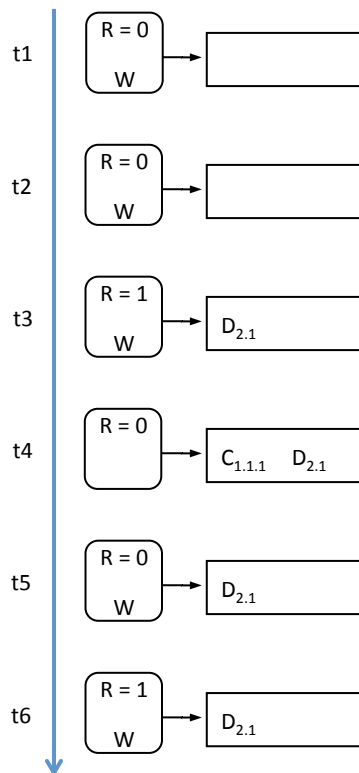 t1
R = 0
W
t2
R = 0
W
t3
R = 1
W
D2.1
t4
R = 0
C1.1.1 D2.1
t5
R = 0
W
D2.1
t6
R = 1
W
D2.1